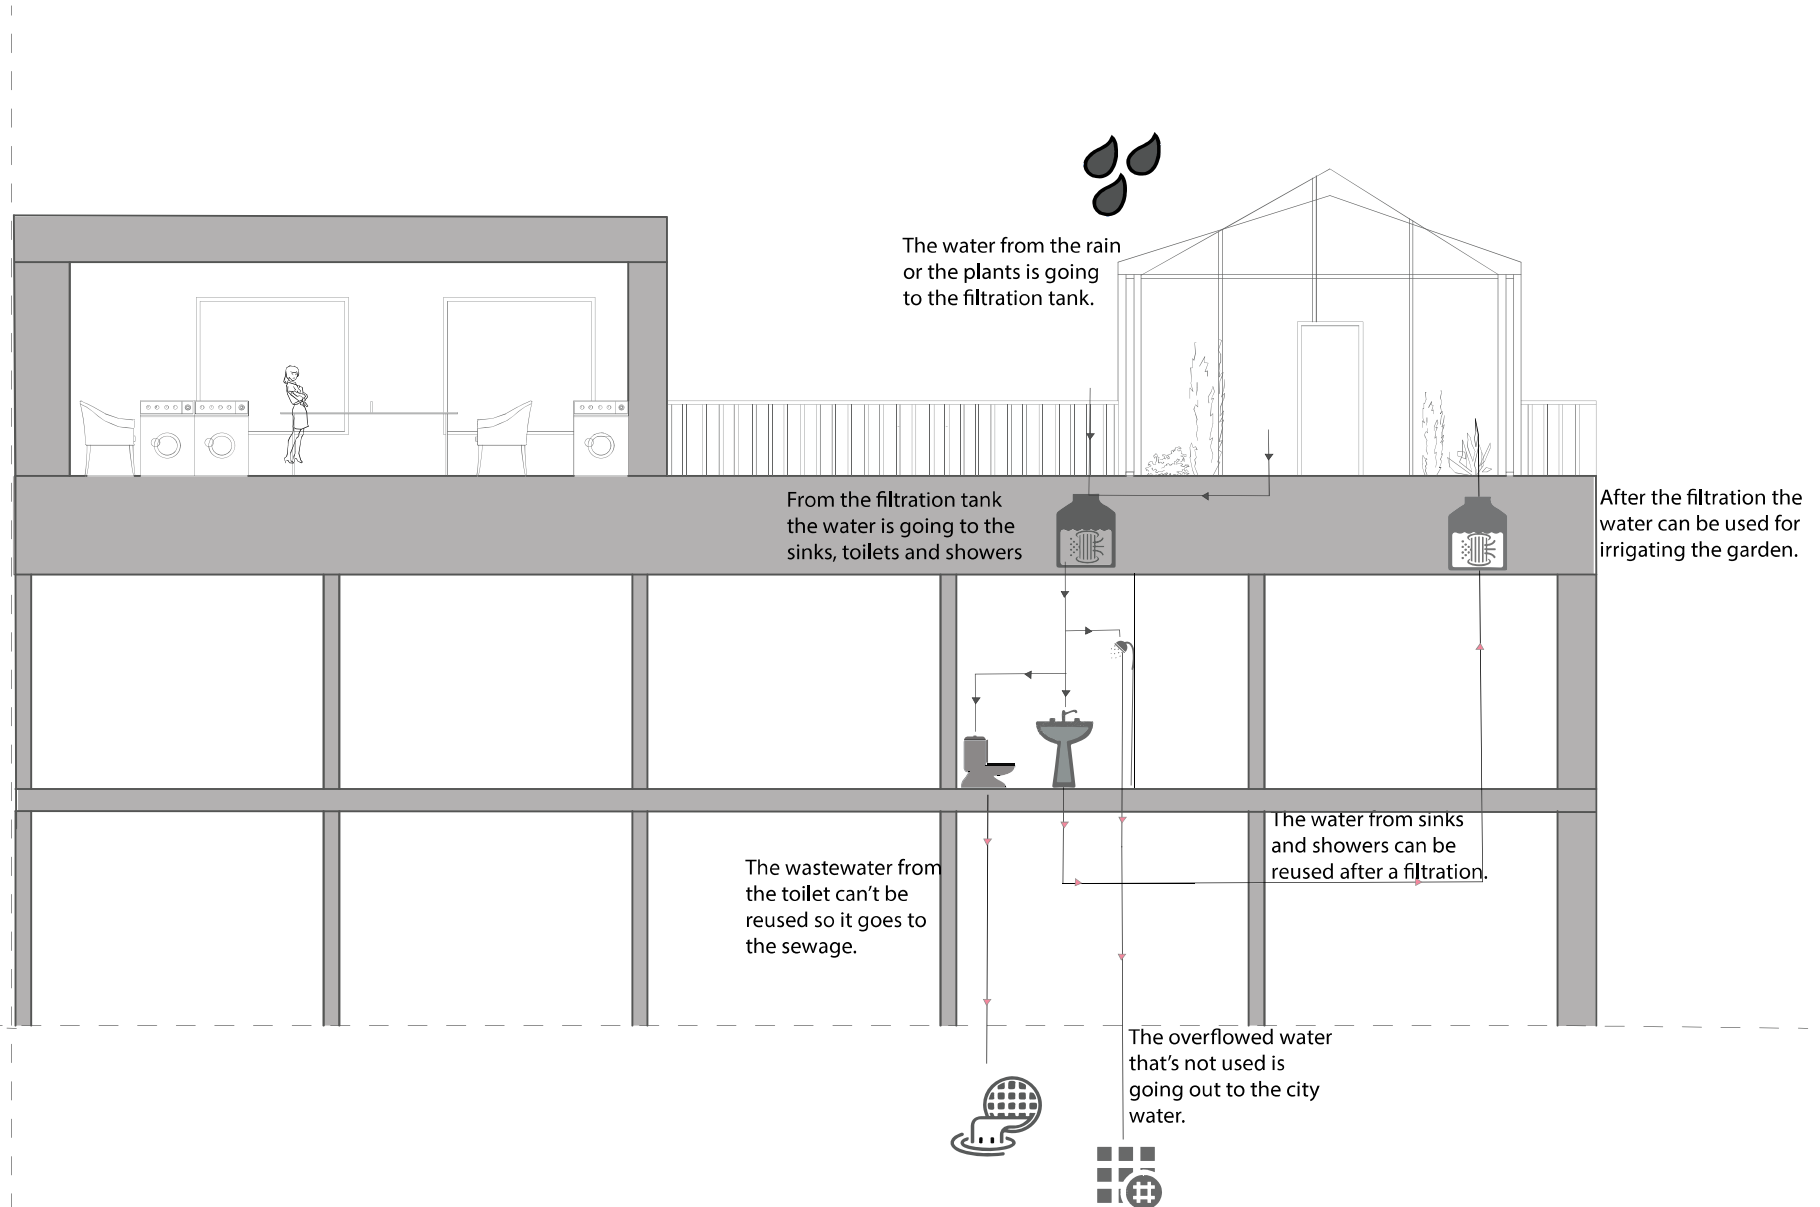 The water from the rain
or the plants is going
to the filtration tank.
From the filtration tank
the water is going to the
sinks, toilets and showers
After the filtration the
water can be used for
irrigating the garden.
The water from sinks
and showers can be
reused after a filtration.
The wastewater from
the toilet can't be
reused so it goes to
the sewage.
The overflowed water
that's not used is
going out to the city
water.